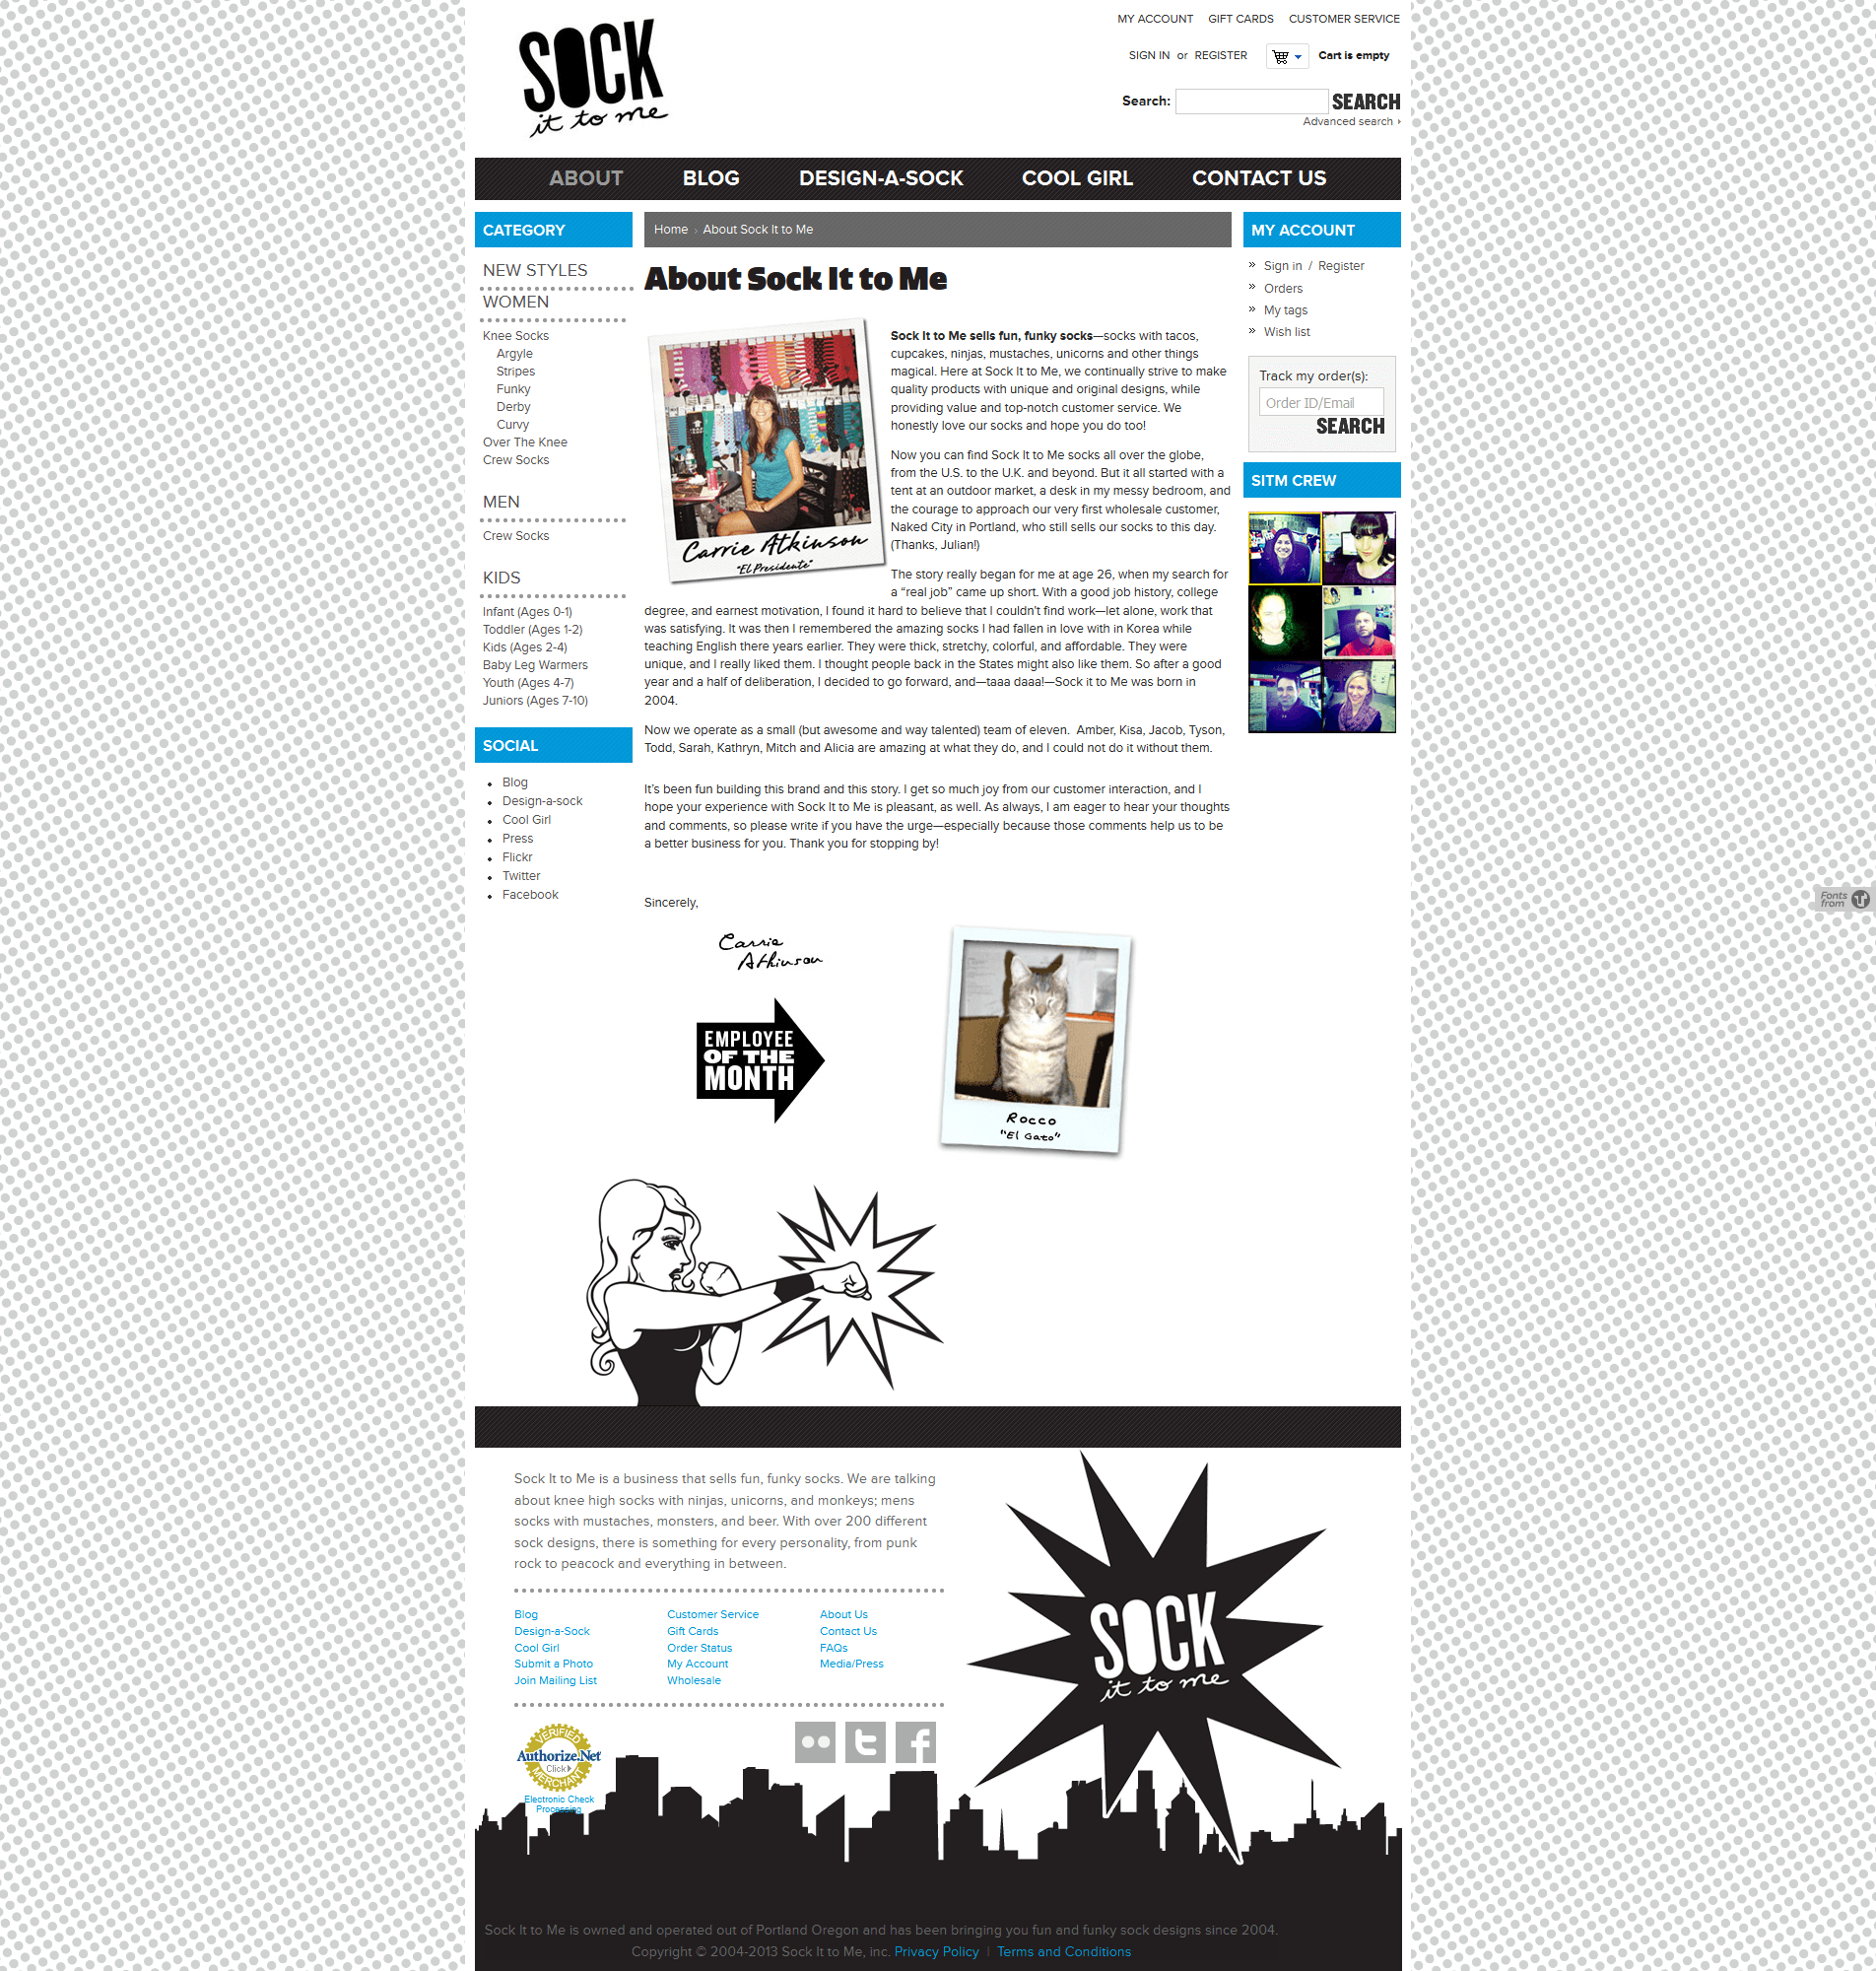 SOCK
it to me
MY ACCOUNT GIFT CARDS CUSTOMER SERVICE
SIGN IN or REGISTER Cart is empty
Search: SEARCH
Advanced search
ABOUT BLOG DESIGN-A-SOCK COOL GIRL CONTACT US
CATEGORY
NEW STYLES
WOMEN
Knee Socks
Argyle
Stripes
Funky
Derby
Curvy
Over The Knee
Crew Socks
MEN
Crew Socks
KIDS
Infant (Ages 0-1)
Toddler (Ages 1-2)
Kids (Ages 2-4)
Baby Leg Warmers
Youth (Ages 4-7)
Juniors (Ages 7-10)
SOCIAL
Blog
Design-a-sock
Cool Girl
Press
Flickr
Twitter
Facebook
Home › About Sock It to Me
About Sock It to Me
Carrie Atkinson
"El Presidente"
Sock It to Me sells fun, funky socks—socks with tacos,
cupcakes, ninjas, mustaches, unicorns and other things
magical. Here at Sock It to Me, we continually strive to make
quality products with unique and original designs, while
providing value and top-notch customer service. We
honestly love our socks and hope you do too!
Now you can find Sock It to Me socks all over the globe,
from the U.S. to the U.K. and beyond. But it all started with a
tent at an outdoor market, a desk in my messy bedroom, and
the courage to approach our very first wholesale customer,
Naked City in Portland, who still sells our socks to this day.
(Thanks, Julian!)
The story really began for me at age 26, when my search for
a “real job” came up short. With a good job history, college
degree, and earnest motivation, I found it hard to believe that I couldn’t find work—let alone, work that
was satisfying. It was then I remembered the amazing socks I had fallen in love with in Korea while
teaching English there years earlier. They were thick, stretchy, colorful, and affordable. They were
unique, and I really liked them. I thought people back in the States might also like them. So after a good
year and a half of deliberation, I decided to go forward, and—taaa daaa!—Sock it to Me was born in
2004.
Now we operate as a small (but awesome and way talented) team of eleven. Amber, Kisa, Jacob, Tyson,
Todd, Sarah, Kathryn, Mitch and Alicia are amazing at what they do, and I could not do it without them.
It’s been fun building this brand and this story. I get so much joy from our customer interaction, and I
hope your experience with Sock It to Me is pleasant, as well. As always, I am eager to hear your thoughts
and comments, so please write if you have the urge—especially because those comments help us to be
a better business for you. Thank you for stopping by!
Sincerely,
Carrie
Atkinson
EMPLOYEE
OF THE
MONTH
Rocco
"El Gato"
MY ACCOUNT
» Sign in / Register
» Orders
» My tags
» Wish list
Track my order(s):
Order ID/Email
SEARCH
SITM CREW
Fonts
from
Sock It to Me is a business that sells fun, funky socks. We are talking
about knee high socks with ninjas, unicorns, and monkeys; mens
socks with mustaches, monsters, and beer. With over 200 different
sock designs, there is something for every personality, from punk
rock to peacock and everything in between.
Blog
Design-a-Sock
Cool Girl
Submit a Photo
Join Mailing List
Customer Service
Gift Cards
Order Status
My Account
Wholesale
About Us
Contact Us
FAQs
Media/Press
SOCK
it to me
VERIFIED
Authorize.Net
Click
MERCHANT
Electronic Check
Processing
Sock It to Me is owned and operated out of Portland Oregon and has been bringing you fun and funky sock designs since 2004.
Copyright © 2004-2013 Sock It to Me, inc. Privacy Policy | Terms and Conditions